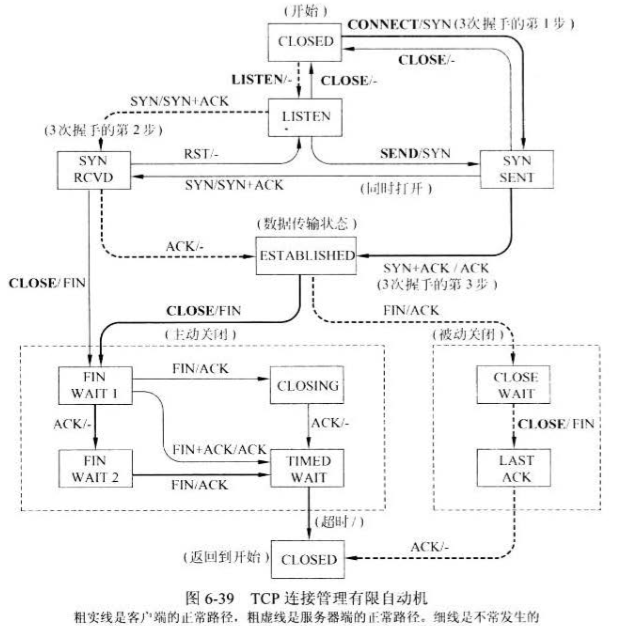 (开始)
CLOSED
CONNECT/SYN (3次握手的第1步)
CLOSE/-
LISTEN/-
CLOSE/-
SYN/SYN+ACK
LISTEN
(3次握手的第2步)
SYN
RCVD
RST/-
SEND/SYN
SYN
SENT
SYN/SYN+ACK
(同时打开)
(数据传输状态)
ACK/-
ESTABLISHED
SYN+ACK / ACK
(3次握手的第3步)
CLOSE/FIN
CLOSE/FIN
FIN/ACK
(主动关闭)
(被动关闭)
FIN
WAIT 1
FIN/ACK
CLOSING
CLOSE
WAIT
ACK/-
ACK/-
CLOSE/FIN
FIN+ACK/ACK
FIN
WAIT 2
FIN/ACK
TIMED
WAIT
LAST
ACK
(超时/)
(返回到开始)
CLOSED
ACK/-
图 6-39 TCP 连接管理有限自动机
粗实线是客户端的正常路径，粗虚线是服务器端的正常路径。细线是不常发生的